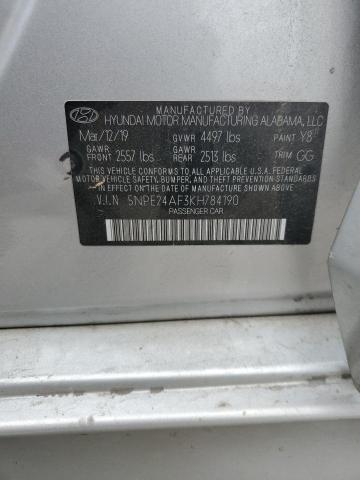 MANUFACTURED BY
HYUNDAI MOTOR MANUFACTURING ALABAMA, LLC
Mar/12/19 GVWR 4497 lbs PAINT Y8
GAWR FRONT 2557 lbs GAWR REAR 2513 lbs TRIM GG
THIS VEHICLE CONFORMS TO ALL APPLICABLE U.S.A. FEDERAL
MOTOR VEHICLE SAFETY, BUMPER, AND THEFT PREVENTION
STANDARDS IN EFFECT ON THE DATE OF MANUFACTURE
SHOWN ABOVE.
V.I.N 5NPE24AF3KH784190
PASSENGER CAR